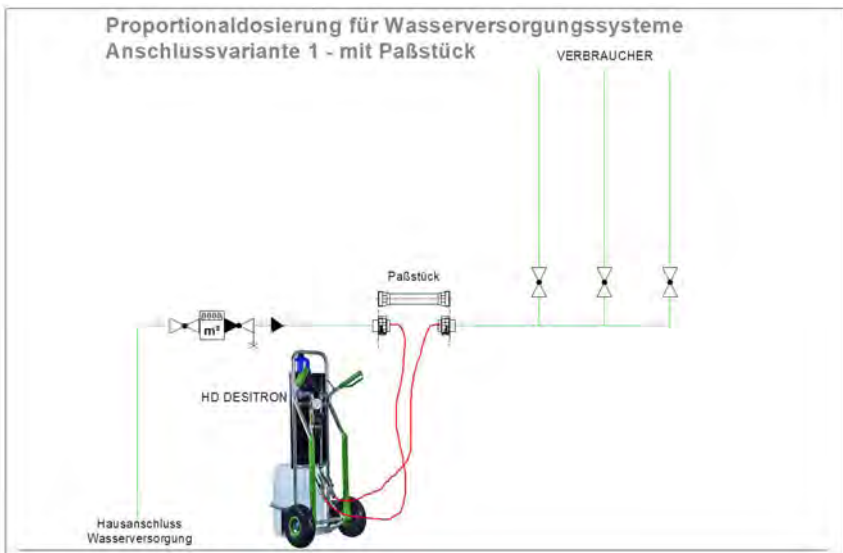 Proportionaldosierung für Wasserversorgungssysteme
Anschlussvariante 1 - mit Paßstück
VERBRAUCHER
Paßstück
m³
HD DESITRON
Hausanschluss
Wasserversorgung